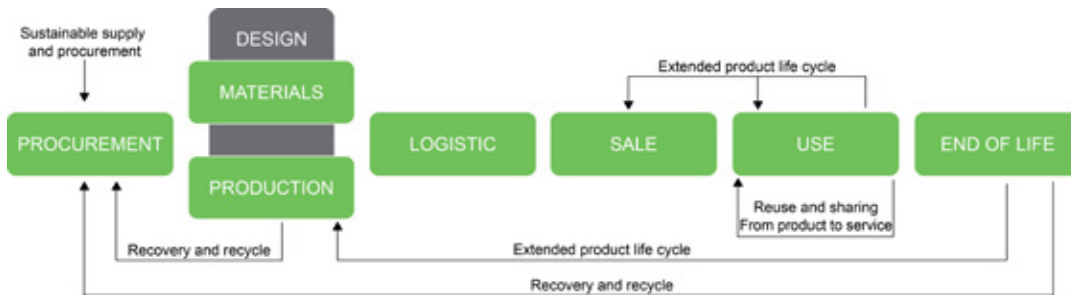 Sustainable supply
and procurement
DESIGN
MATERIALS
Extended product life cycle
PROCUREMENT
LOGISTIC
SALE
USE
END OF LIFE
PRODUCTION
Reuse and sharing
From product to service
Recovery and recycle
Extended product life cycle
Recovery and recycle